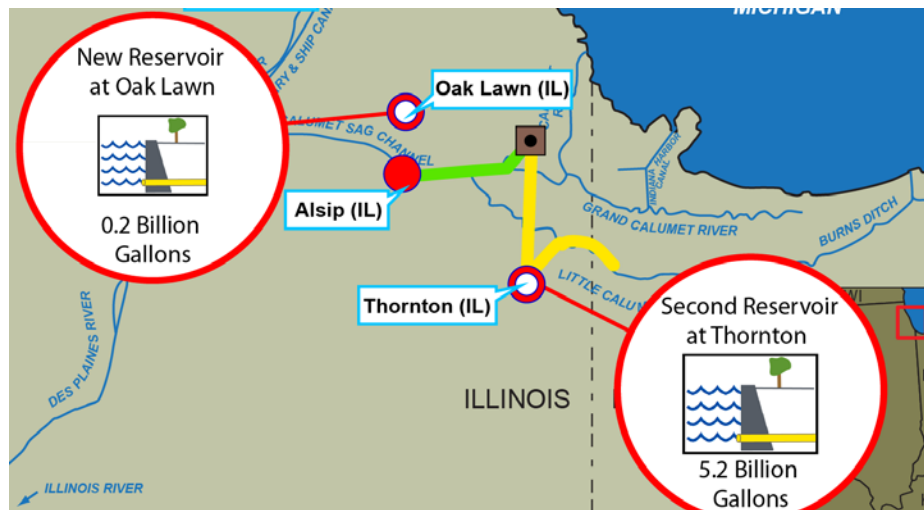 MICHIGAN
New Reservoir
at Oak Lawn
0.2 Billion
Gallons
Oak Lawn (IL)
CALUMET SAG CHANNEL
Alsip (IL)
INDIANA HARBOR
CANAL
GRAND CALUMET RIVER
BURNS DITCH
Thornton (IL)
LITTLE
Second Reservoir
at Thornton
5.2 Billion
Gallons
DES PLAINES RIVER
ILLINOIS
WI
ILLINOIS RIVER